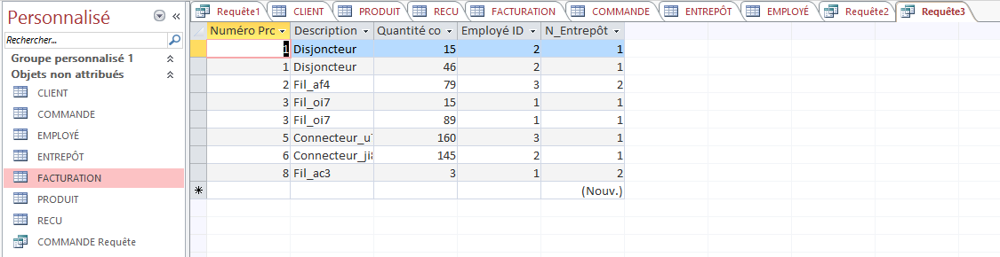 Personnalisé
Rechercher...
Groupe personnalisé 1
Objets non attribués
CLIENT
COMMANDE
EMPLOYÉ
ENTREPÔT
FACTURATION
PRODUIT
RECU
COMMANDE Requête
Requête1 CLIENT PRODUIT RECU FACTURATION COMMANDE ENTREPÔT EMPLOYÉ Requête2 Requête3
Numéro Prc Description Quantité co Employé ID N_Entrepôt
1 Disjoncteur 15 2 1
1 Disjoncteur 46 2 1
2 Fil_af4 79 3 2
3 Fil_oi7 15 1 1
3 Fil_oi7 89 1 1
5 Connecteur_u7 160 3 1
6 Connecteur_ji8 145 2 1
8 Fil_ac3 3 1 2
(Nouv.)